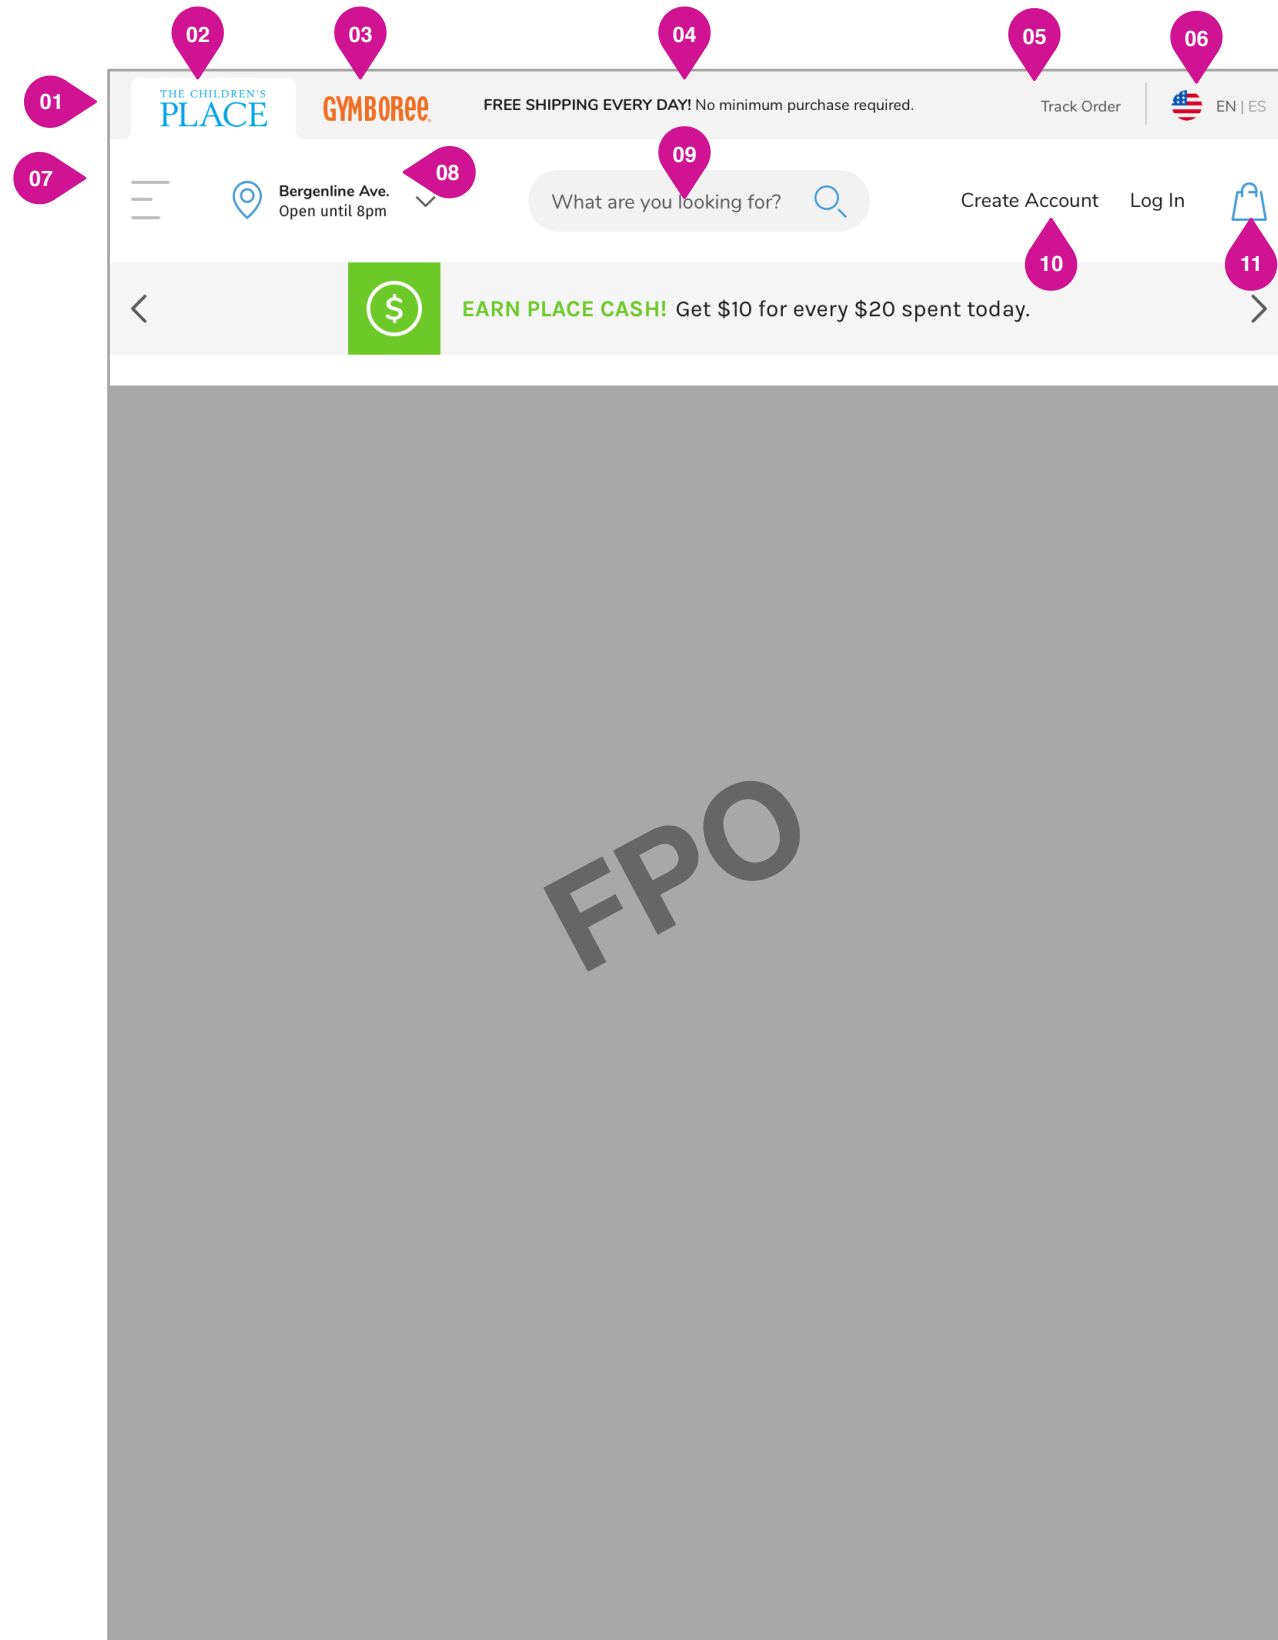 02
03
04
05
06
01
THE CHILDREN'S
PLACE
GYMBOREE
FREE SHIPPING EVERY DAY! No minimum purchase required.
Track Order
EN | ES
07
08
09
Bergenline Ave.
Open until 8pm
What are you looking for?
Create Account
Log In
10
11
$
EARN PLACE CASH! Get $10 for every $20 spent today.
FPO